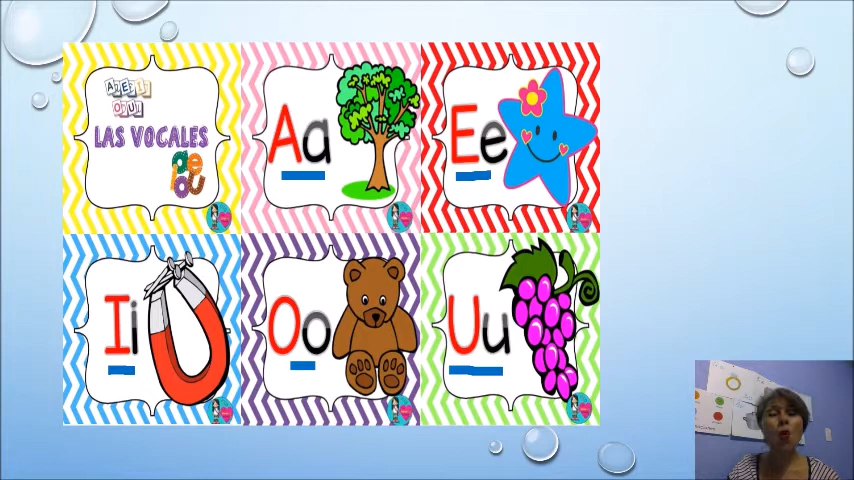 A E I
O U
LAS VOCALES
a e
o u
Aa
Ee
Ii
Oo
Uu